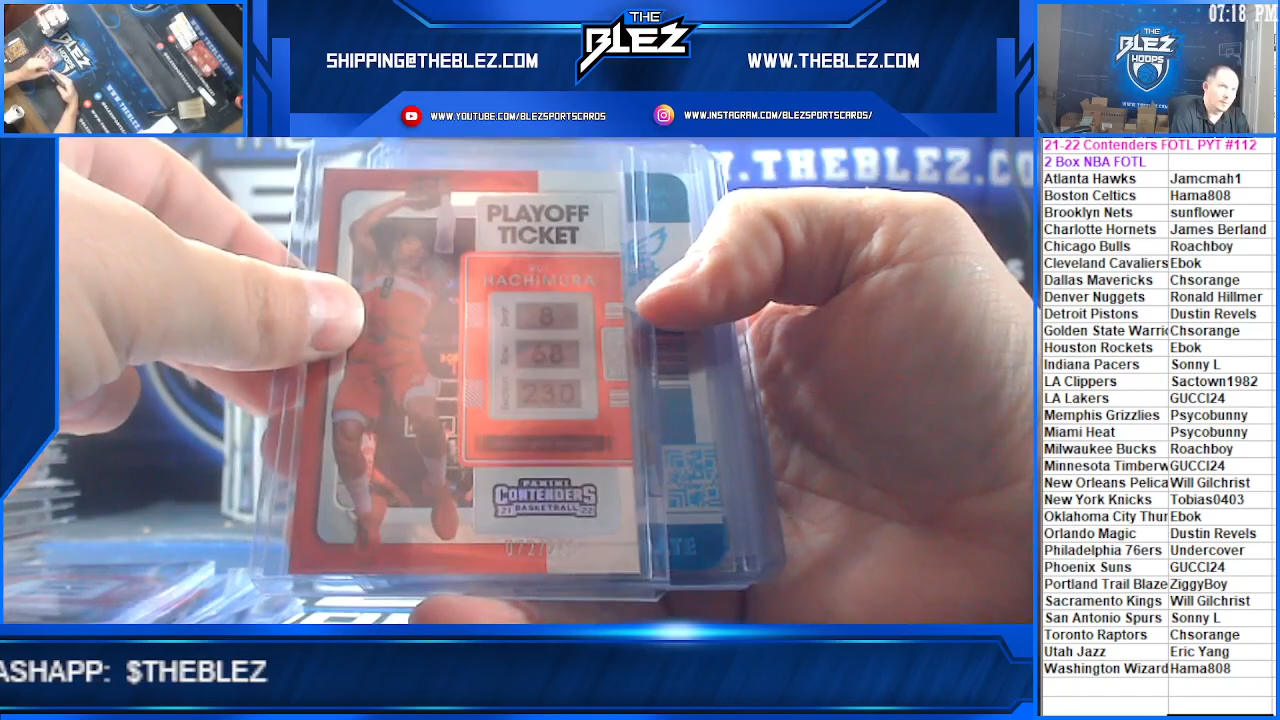 07:18 PM
THE
BLEZ
SHIPPING@THEBLEZ.COM
WWW.THEBLEZ.COM
WWW.YOUTUBE.COM/BLEZSPORTSCARDS
WWW.INSTAGRAM.COM/BLEZSPORTSCARDS/
THE
BLEZ
HOOPS
WWW.THEBLEZ.CO
PLAYOFF
TICKET
HACHIMURA
8
68
230
PANINI
CONTENDERS
21 BASKETBALL 22
21-22 Contenders FOTL PYT #112
2 Box NBA FOTL
Atlanta Hawks Jamcmah1
Boston Celtics Hama808
Brooklyn Nets sunflower
Charlotte Hornets James Berland
Chicago Bulls Roachboy
Cleveland Cavaliers Ebok
Dallas Mavericks Chsorange
Denver Nuggets Ronald Hillmer
Detroit Pistons Dustin Revels
Golden State Warri Chsorange
Houston Rockets Ebok
Indiana Pacers Sonny L
LA Clippers Sactown1982
LA Lakers GUCCI24
Memphis Grizzlies Psycobunny
Miami Heat Psycobunny
Milwaukee Bucks Roachboy
Minnesota Timberw GUCCI24
New Orleans Pelica Will Gilchrist
New York Knicks Tobias0403
Oklahoma City Thu Ebok
Orlando Magic Dustin Revels
Philadelphia 76ers Undercover
Phoenix Suns GUCCI24
Portland Trail Blaze ZiggyBoy
Sacramento Kings Will Gilchrist
San Antonio Spurs Sonny L
Toronto Raptors Chsorange
Utah Jazz Eric Yang
Washington Wizard Hama808
ASHAPP: $THEBLEZ